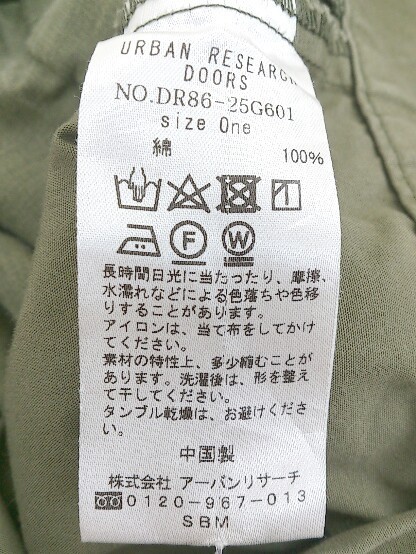 URBAN RESEARCH
DOORS
NO.DR86-25G601
size One
綿 100%
長時間日光に当たったり、摩擦、
水濡れなどによる色落ちや色移
りすることがあります。
アイロンは、当て布をしてかけ
てください。
素材の特性上、多少縮むことが
あります。洗濯後は、形を整え
て干してください。
タンブル乾燥は、お避けくださ
い。
中国製
株式会社 アーバンリサーチ
0120-967-013
SBM